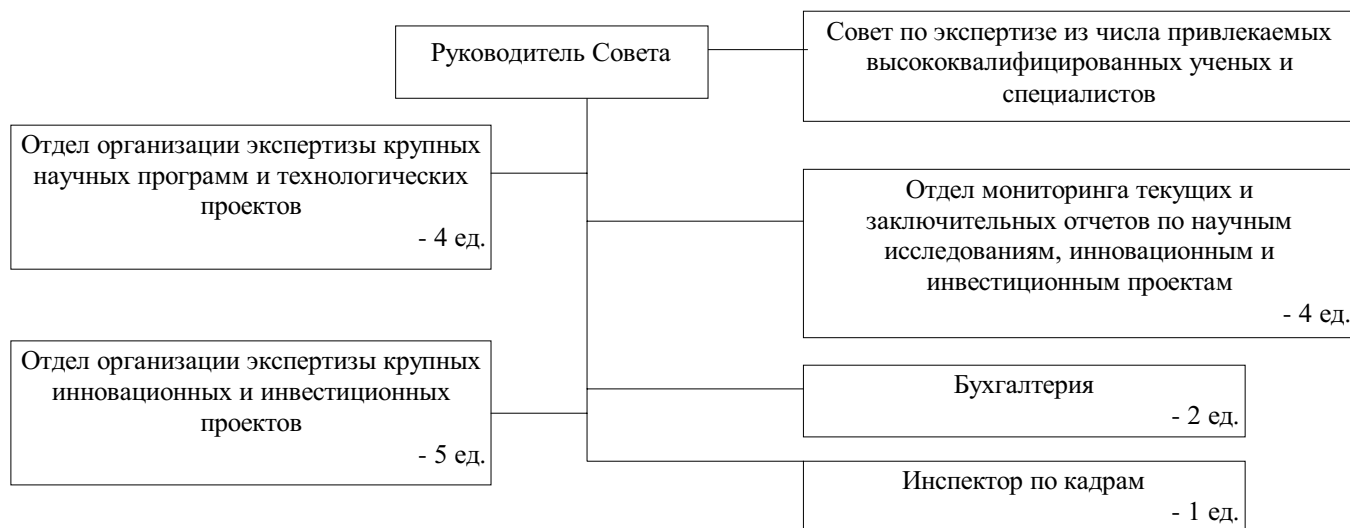 Руководитель Совета
Совет по экспертизе из числа привлекаемых
высококвалифицированных ученых и
специалистов
Отдел организации экспертизы крупных
научных программ и технологических
проектов
- 4 ед.
Отдел мониторинга текущих и
заключительных отчетов по научным
исследованиям, инновационным и
инвестиционным проектам
- 4 ед.
Отдел организации экспертизы крупных
инновационных и инвестиционных
проектов
- 5 ед.
Бухгалтерия
- 2 ед.
Инспектор по кадрам
- 1 ед.